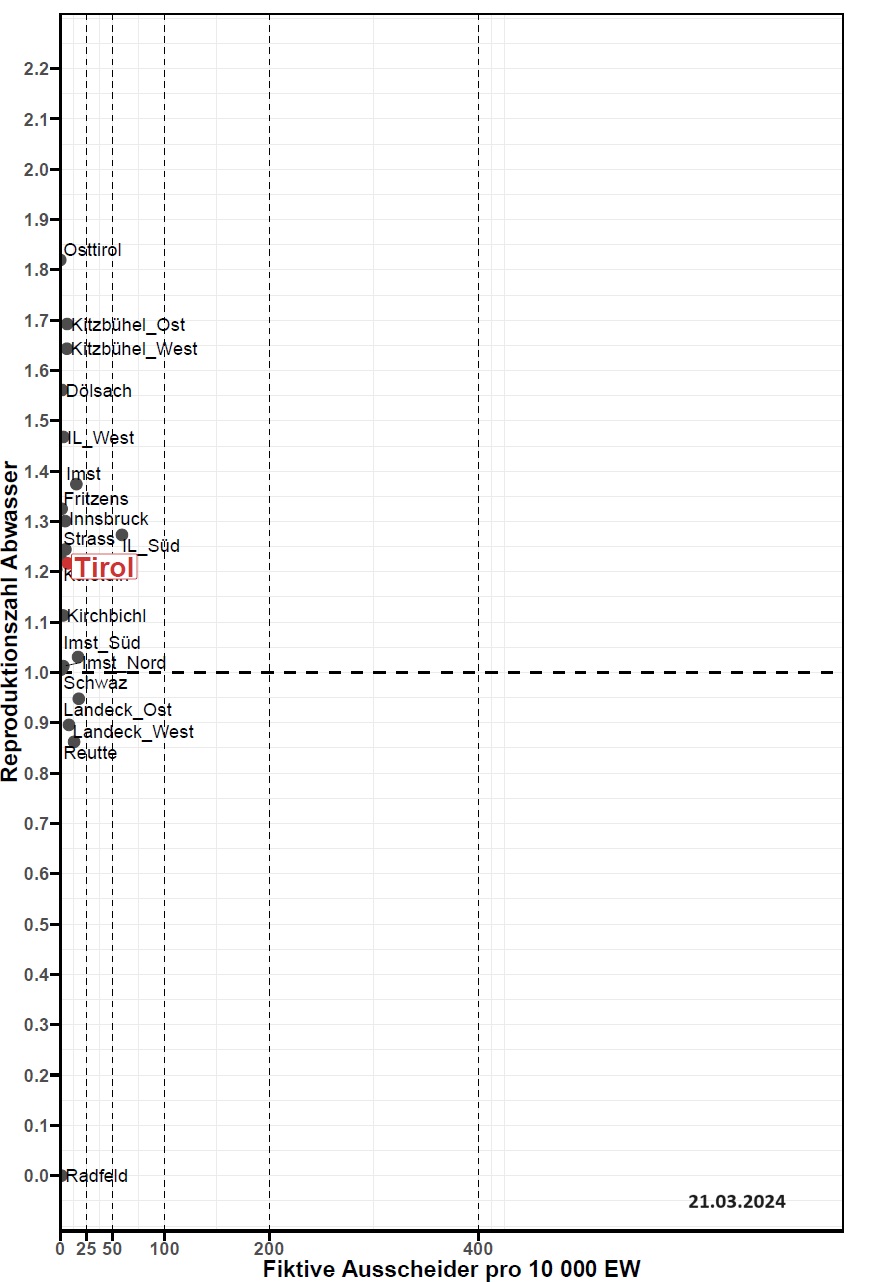 2.2
2.1
2.0
1.9
Osttirol
1.8
1.7
Kitzbühel_Ost
Kitzbühel_West
1.6
Dölsach
1.5
IL_West
1.4
Imst
Fritzens
1.3
Innsbruck
Strass
IL_Süd
Tirol
1.2
1.1
Kirchbichl
Imst_Süd
Imst_Nord
1.0
Schwaz
Landeck_Ost
0.9
Landeck_West
Reutte
0.8
0.7
0.6
0.5
0.4
0.3
0.2
0.1
0.0
Radfeld
Reproduktionszahl Abwasser
21.03.2024
0 25 50 100 200 400
Fiktive Ausscheider pro 10 000 EW